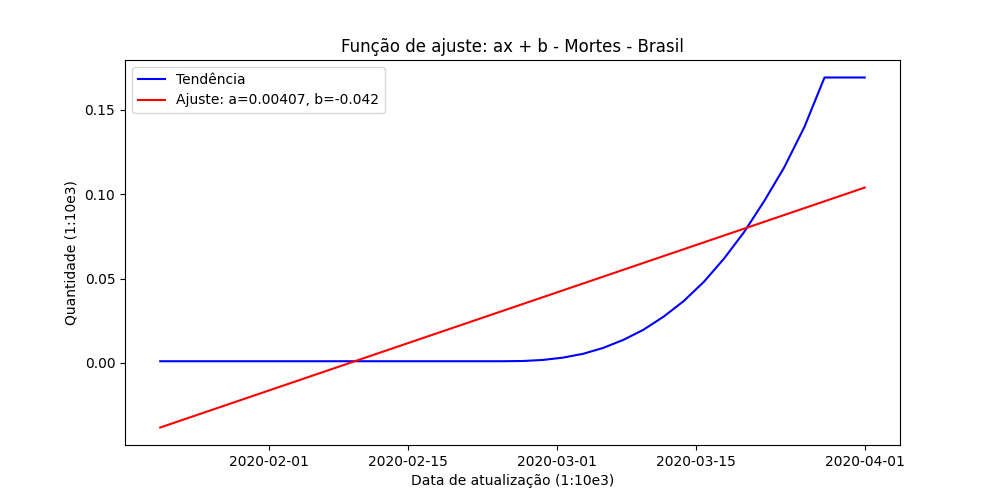 Função de ajuste: ax + b - Mortes - Brasil
Tendência
Ajuste: a=0.00407, b=-0.042
Quantidade (1:10e3)
0.15
0.10
0.05
0.00
2020-02-01
2020-02-15
2020-03-01
2020-03-15
2020-04-01
Data de atualização (1:10e3)